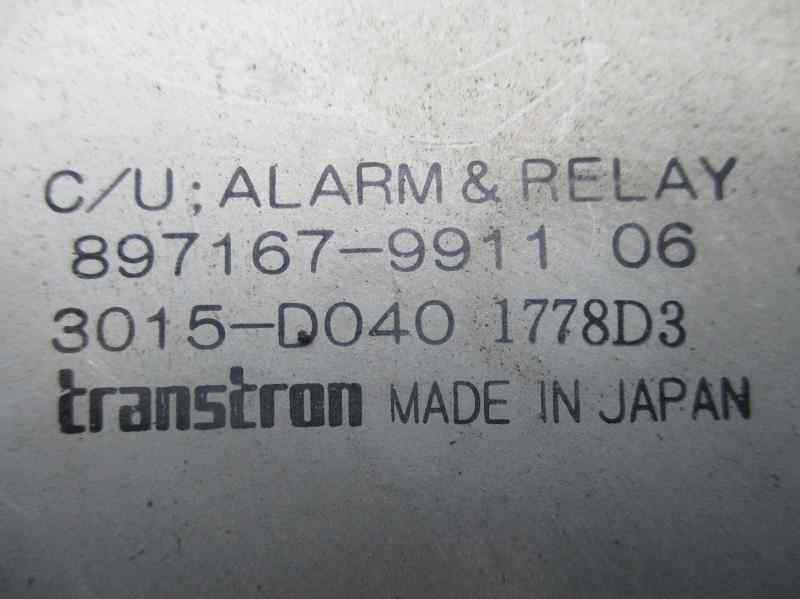 C/U; ALARM & RELAY
897167-9911 06
3015-D040 1778D3
transtron MADE IN JAPAN